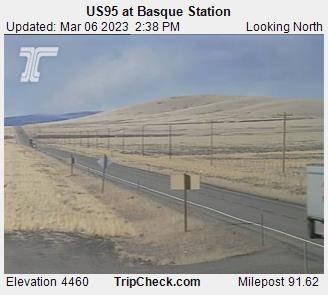 US95 at Basque Station
Updated: Mar 06 2023 2:38 PM Looking North
Elevation 4460 TripCheck.com Milepost 91.62